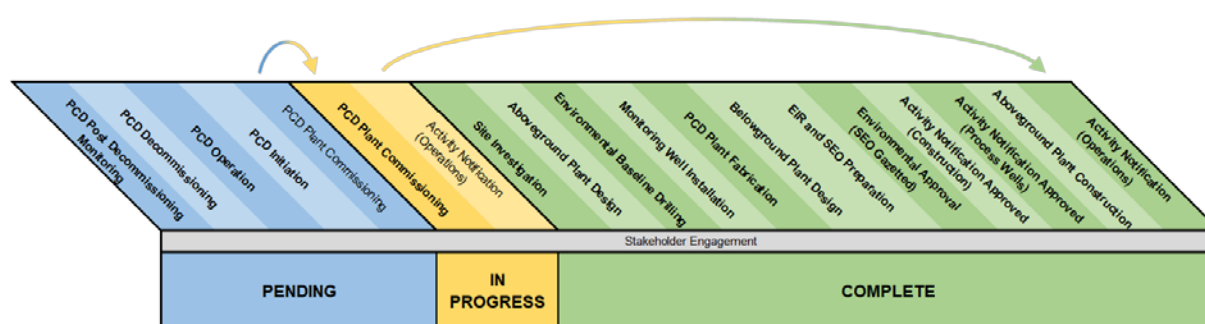 PCD Post Decommissioning
Monitoring
PCD Decommissioning
PCD Operation
PCD Initiation
PCD Plant Commissioning
PCD Plant Commissioning
Activity Notification
(Operations)
Site Investigation
Aboveground Plant Design
Environmental Baseline Drilling
Monitoring Well Installation
PCD Plant Fabrication
Belowground Plant Design
EIR and SEO Preparation
Environmental Approval
(SEO Gazetted)
Activity Notification Approved
(Construction)
Activity Notification Approved
(Process Wells)
Aboveground Plant Construction
Activity Notification
(Operations)
Stakeholder Engagement
PENDING
IN
PROGRESS
COMPLETE